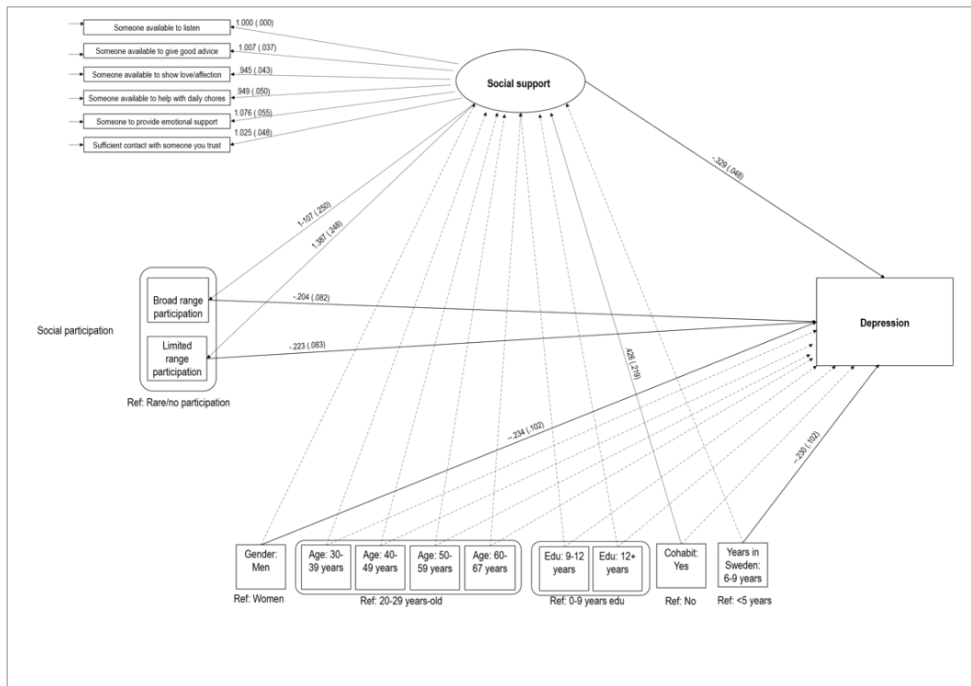 Someone available to listen
1.000 (.000)
Someone available to give good advice
1.007 (.037)
Someone available to show love/affection
.945 (.043)
Someone available to help with daily chores
.949 (.050)
Someone to provide emotional support
1.076 (.055)
Sufficient contact with someone you trust
1.025 (.048)
Social support
-.329 (.048)
1-107 (.250)
1.387 (.248)
Social participation
Broad range
participation
-.204 (.082)
Limited
range
participation
-.223 (.083)
Ref: Rare/no participation
Depression
.426 (.219)
--.234 (.102)
--.230 (.102)
Gender:
Men
Ref: Women
Age: 30-
39 years
Age: 40-
49 years
Age: 50-
59 years
Age: 60-
67 years
Ref: 20-29 years-old
Edu: 9-12
years
Edu: 12+
years
Ref: 0-9 years edu
Cohabit:
Yes
Ref: No
Years in
Sweden:
6-9 years
Ref: <5 years